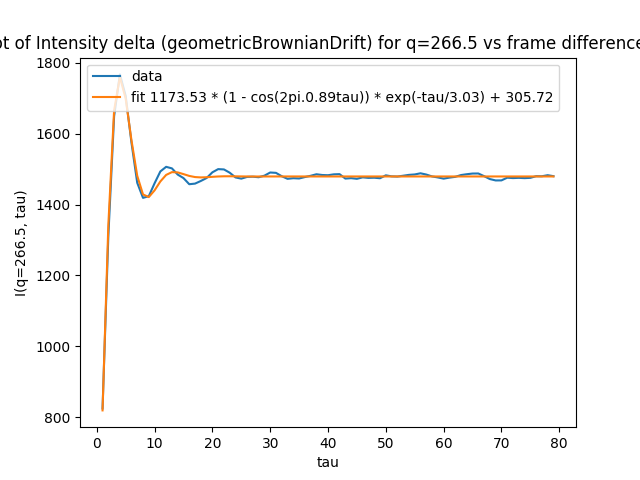 ot of Intensity delta (geometricBrownianDrift) for q=266.5 vs frame difference
data
fit 1173.53 * (1 - cos(2pi.0.89tau)) * exp(-tau/3.03) + 305.72
1800
1600
1400
1200
1000
800
I(q=266.5, tau)
0 10 20 30 40 50 60 70 80
tau